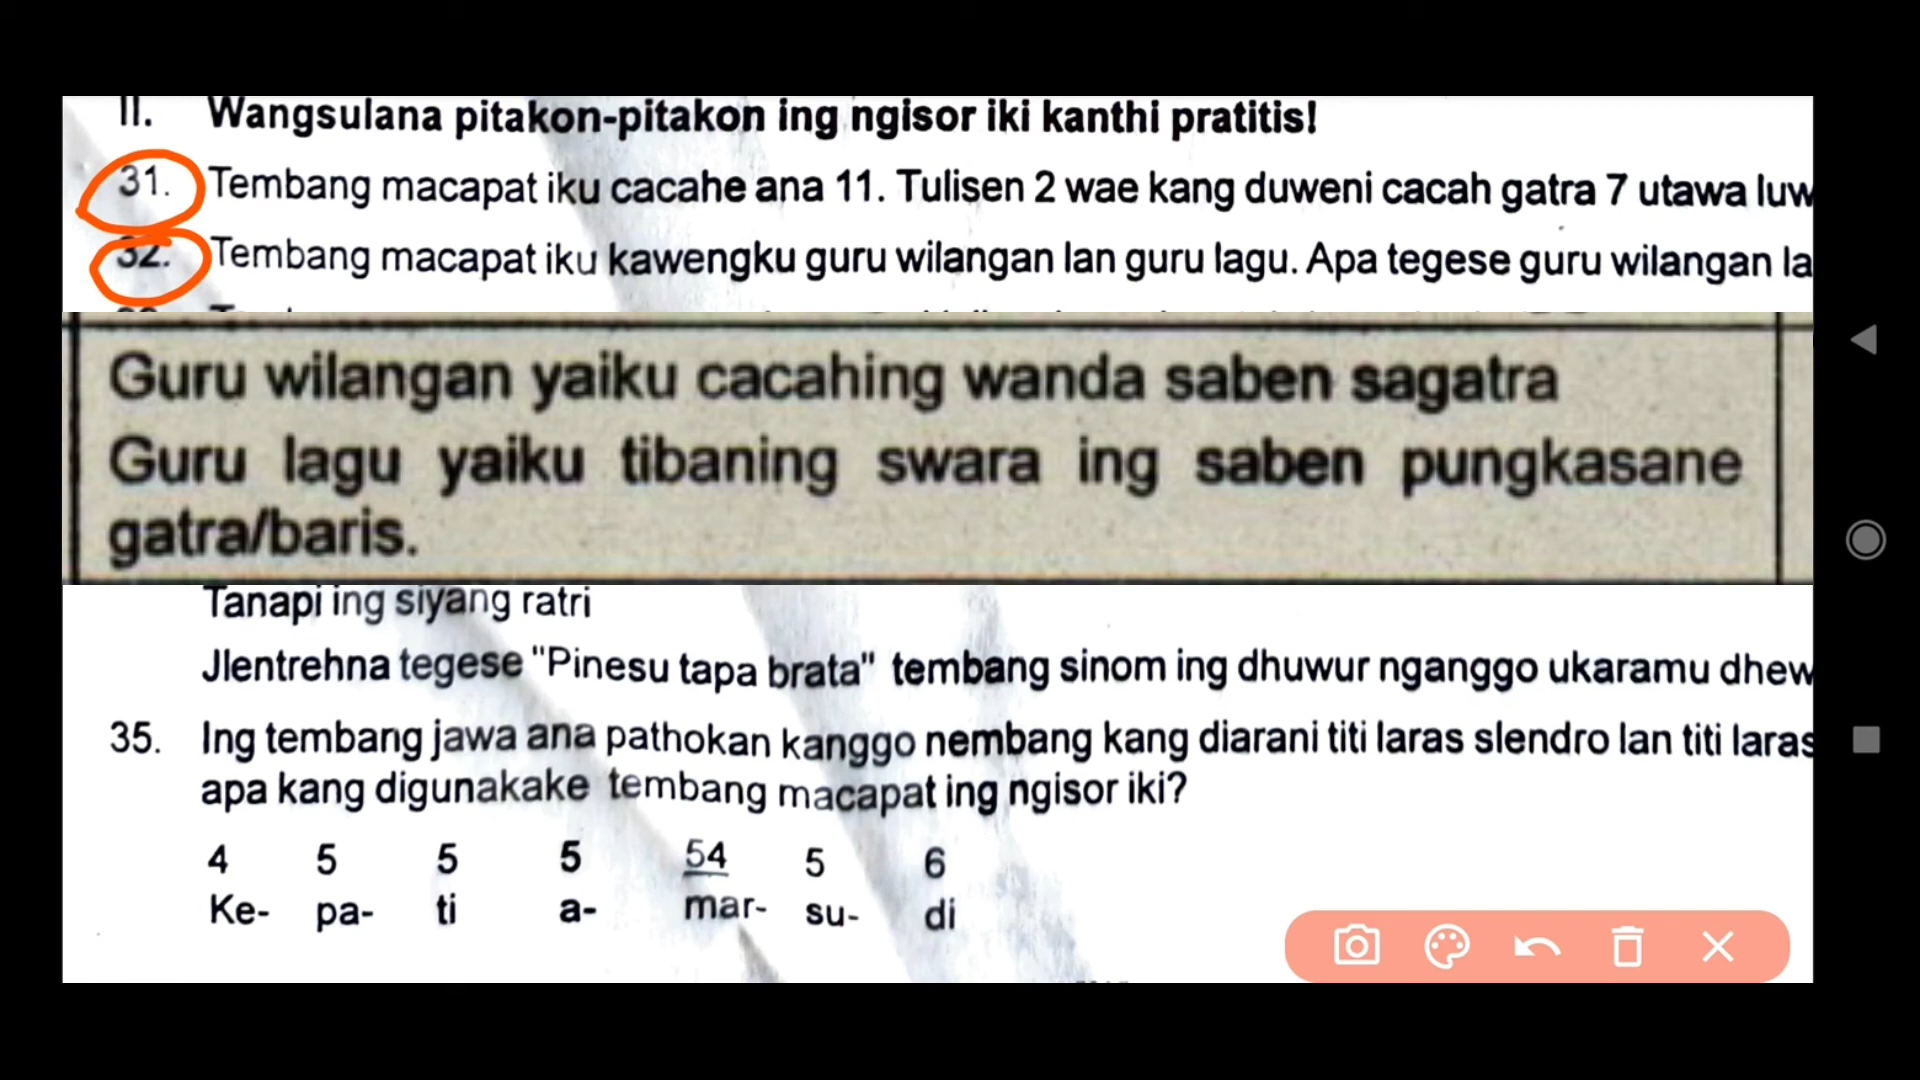 II. Wangsulana pitakon-pitakon ing ngisor iki kanthi pratitis!
31. Tembang macapat iku cacahe ana 11. Tulisen 2 wae kang duweni cacah gatra 7 utawa luw
32. Tembang macapat iku kawengku guru wilangan lan guru lagu. Apa tegese guru wilangan la
Guru wilangan yaiku cacahing wanda saben sagatra
Guru lagu yaiku tibaning swara ing saben pungkasane
gatra/baris.
Tanapi ing siyang ratri
Jlentrehna tegese "Pinesu tapa brata" tembang sinom ing dhuwur nganggo ukaramu dhew
35. Ing tembang jawa ana pathokan kanggo nembang kang diarani titi laras slendro lan titi laras
apa kang digunakake tembang macapat ing ngisor iki?
4 5 5 5 54 5 6
Ke- pa- ti a- mar- su- di